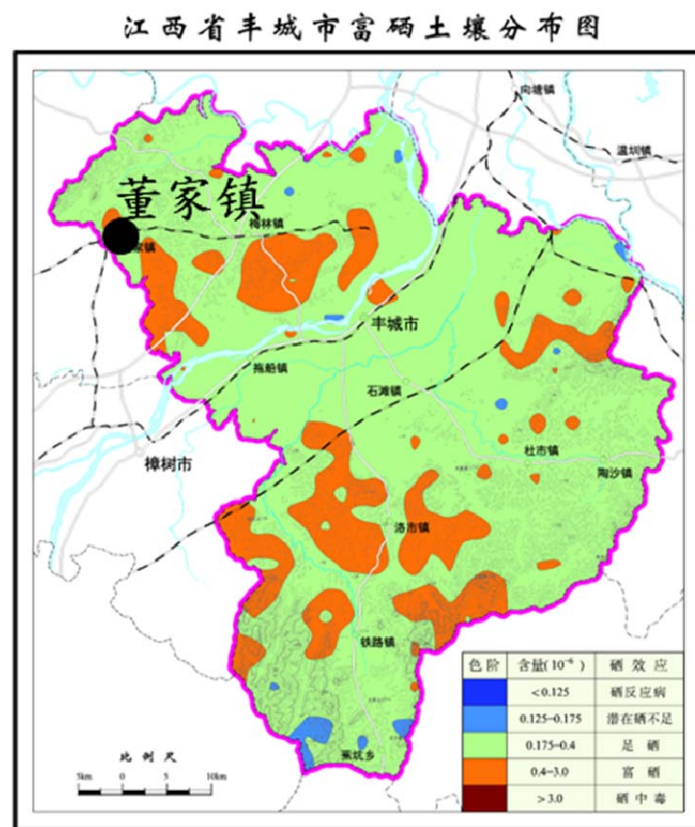 江西省丰城市富硒土壤分布图
向塘镇
温圳镇
董家镇
梅林镇
丰城市
拖船镇
石滩镇
樟树市
杜市镇
陶沙镇
洛市镇
铁路镇
蕉坑乡
色阶 含量(10⁻⁶) 硒效应
<0.125 硒反应病
0.125-0.175 潜在硒不足
0.175-0.4 足硒
0.4-3.0 富硒
>3.0 硒中毒
比例尺
5km 0 5 10km